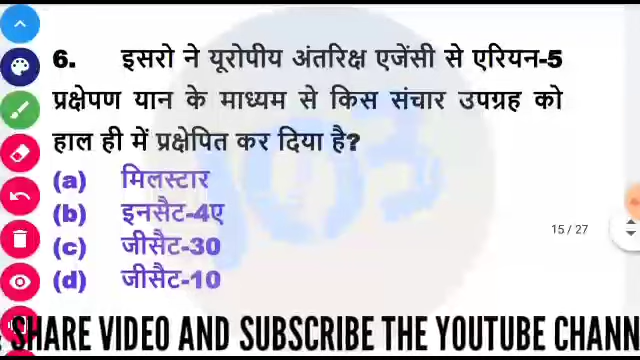 6. इसरो ने यूरोपीय अंतरिक्ष एजेंसी से एरियन-5
प्रक्षेपण यान के माध्यम से किस संचार उपग्रह को
हाल ही में प्रक्षेपित कर दिया है?
(a) मिलस्टार
(b) इनसैट-4ए
(c) जीसैट-30
(d) जीसैट-10
15 / 27
SHARE VIDEO AND SUBSCRIBE THE YOUTUBE CHANN